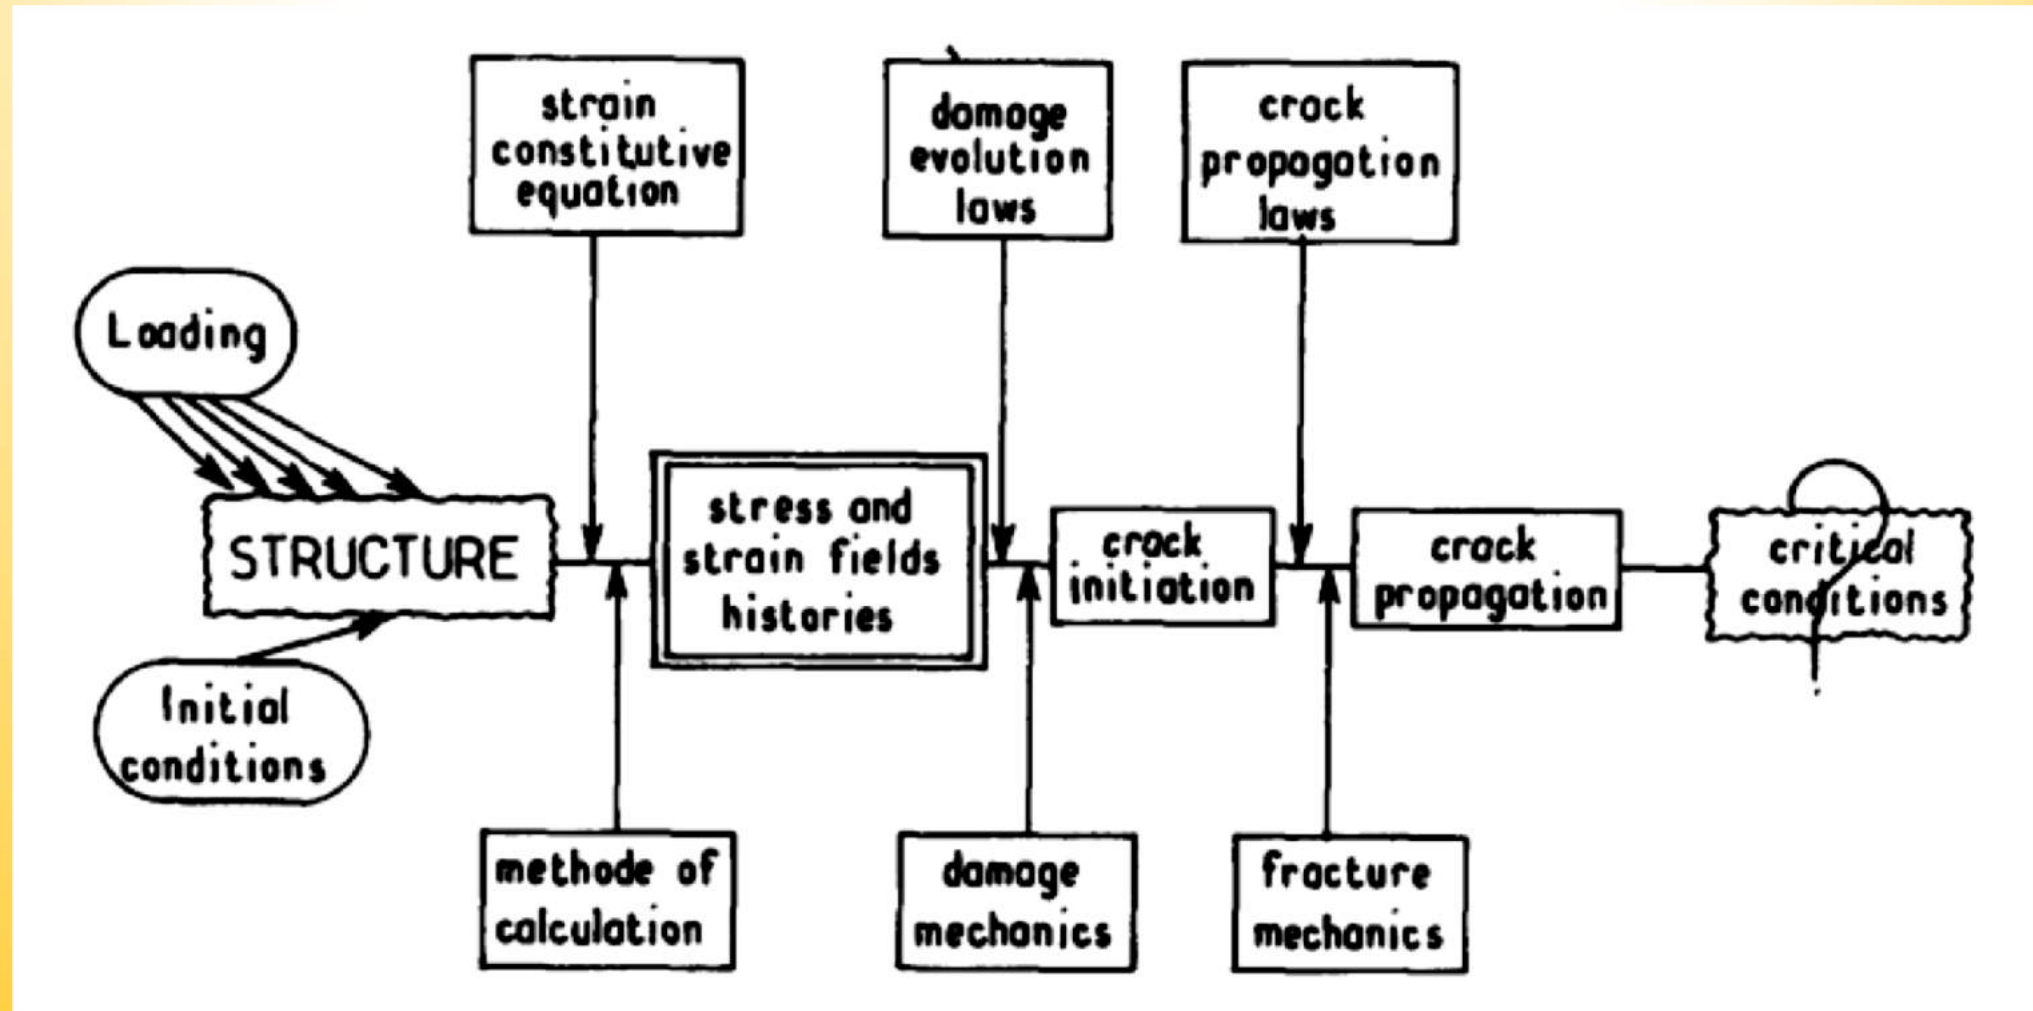 strain
constitutive
equation
damage
evolution
laws
crack
propagation
laws
Loading
STRUCTURE
stress and
strain fields
histories
crack
initiation
crack
propagation
critical
conditions
Initial
conditions
methode of
calculation
damage
mechanics
fracture
mechanics